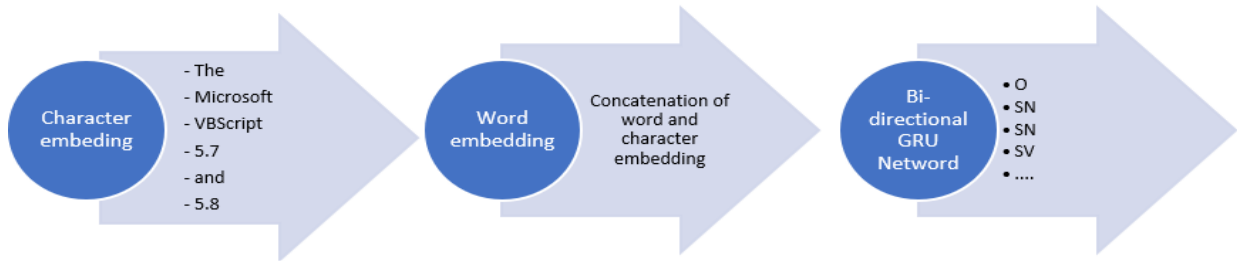 Character
embeding
- The
- Microsoft
- VBScript
- 5.7
- and
- 5.8
Word
embedding
Concatenation of
word and
character
embedding
Bi-
directional
GRU
Netword
• O
• SN
• SN
• SV
• ....